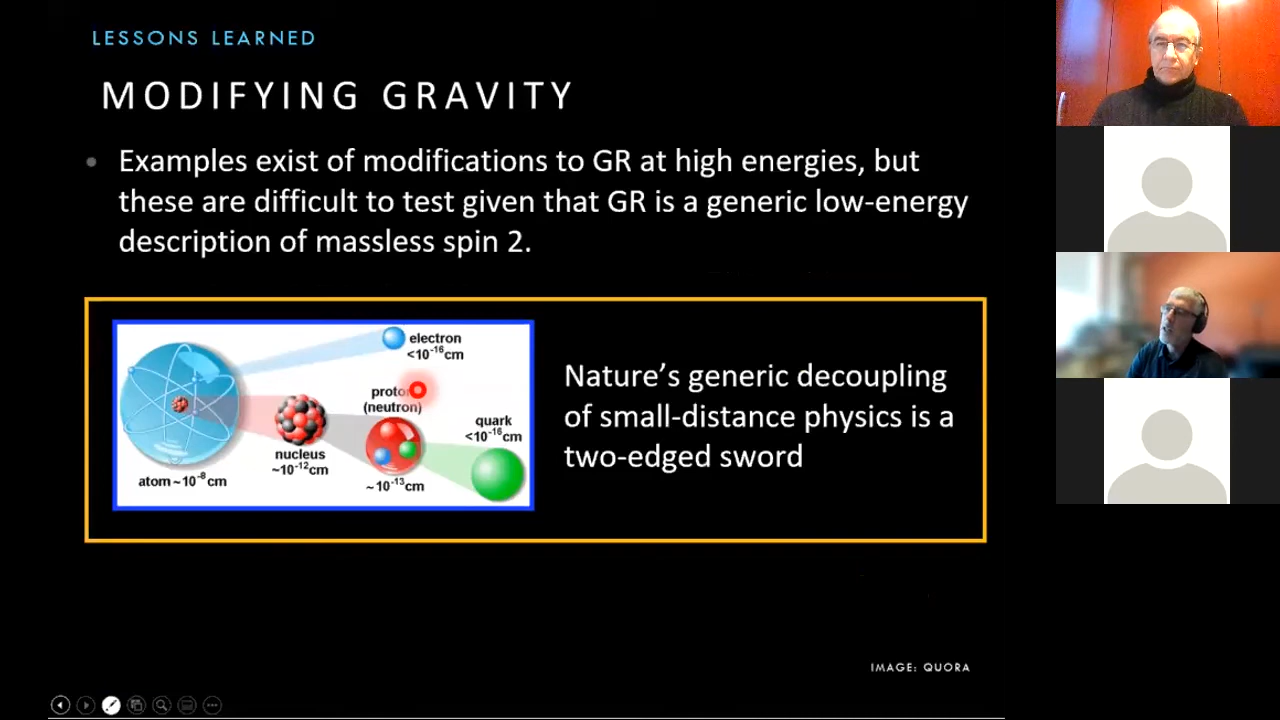 LESSONS LEARNED
MODIFYING GRAVITY
Examples exist of modifications to GR at high energies, but
these are difficult to test given that GR is a generic low-energy
description of massless spin 2.
electron
<10⁻¹⁶cm
(neutron)
quark
<10⁻¹⁶cm
nucleus
~10⁻¹²cm
atom ~10⁻⁸cm
~10⁻¹³cm
Nature's generic decoupling
of small-distance physics is a
two-edged sword
IMAGE: QUORA